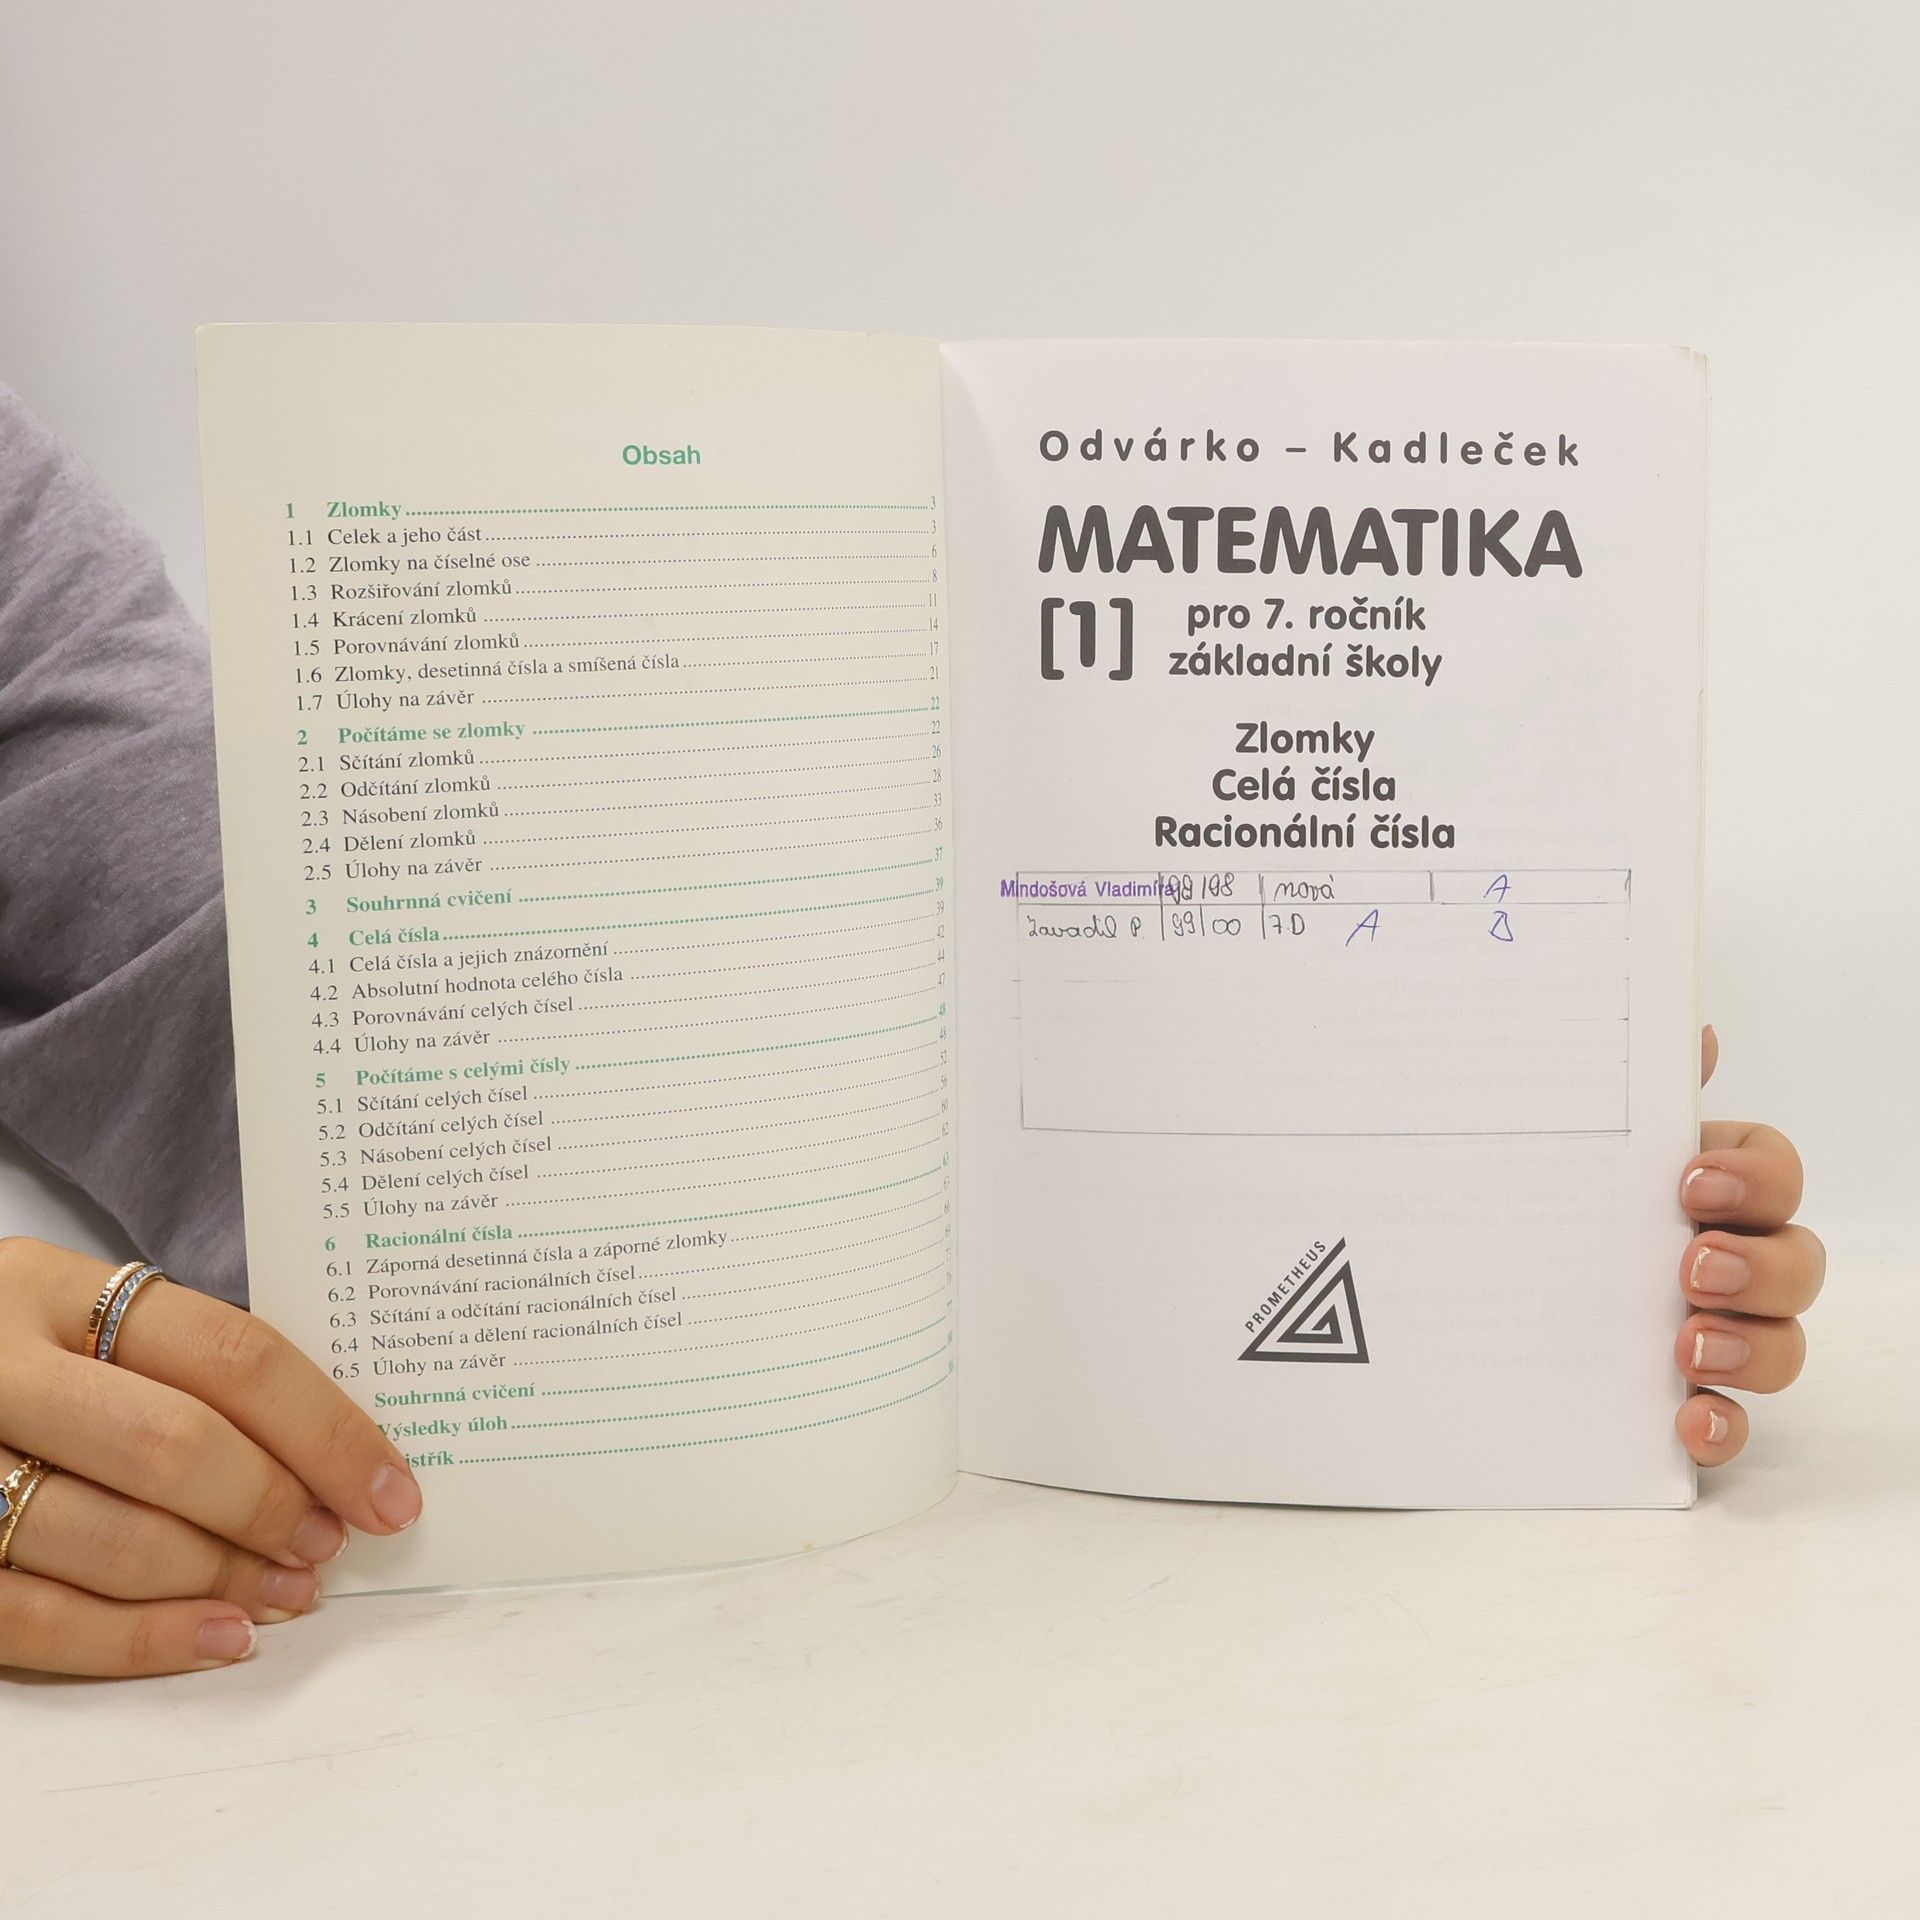 Obsah
1 Zlomky 3
1.1 Celek a jeho část 3
1.2 Zlomky na číselné ose 6
1.3 Rozšiřování zlomků 8
1.4 Krácení zlomků 11
1.5 Porovnávání zlomků 14
1.6 Zlomky, desetinná čísla a smíšená čísla 17
1.7 Úlohy na závěr 21
2 Počítáme se zlomky 22
2.1 Sčítání zlomků 22
2.2 Odčítání zlomků 26
2.3 Násobení zlomků 28
2.4 Dělení zlomků 33
2.5 Úlohy na závěr 36
3 Souhrnná cvičení 37
4 Celá čísla 39
4.1 Celá čísla a jejich znázornění 39
4.2 Absolutní hodnota celého čísla 42
4.3 Porovnávání celých čísel 44
4.4 Úlohy na závěr 47
5 Počítáme s celými čísly 48
5.1 Sčítání celých čísel 48
5.2 Odčítání celých čísel 52
5.3 Násobení celých čísel 56
5.4 Dělení celých čísel 60
5.5 Úlohy na závěr 62
6 Racionální čísla 63
6.1 Záporná desetinná čísla a záporné zlomky 63
6.2 Porovnávání racionálních čísel 66
6.3 Sčítání a odčítání racionálních čísel 69
6.4 Násobení a dělení racionálních čísel
6.5 Úlohy na závěr
Souhrnná cvičení 77
Výsledky úloh
Odvárko – Kadleček
MATEMATIKA
[1] pro 7. ročník
základní školy
Zlomky
Celá čísla
Racionální čísla
Mindošová Vladimíra nová A
Zavadil P. 99/00 7.D A B
PROMETHEUS